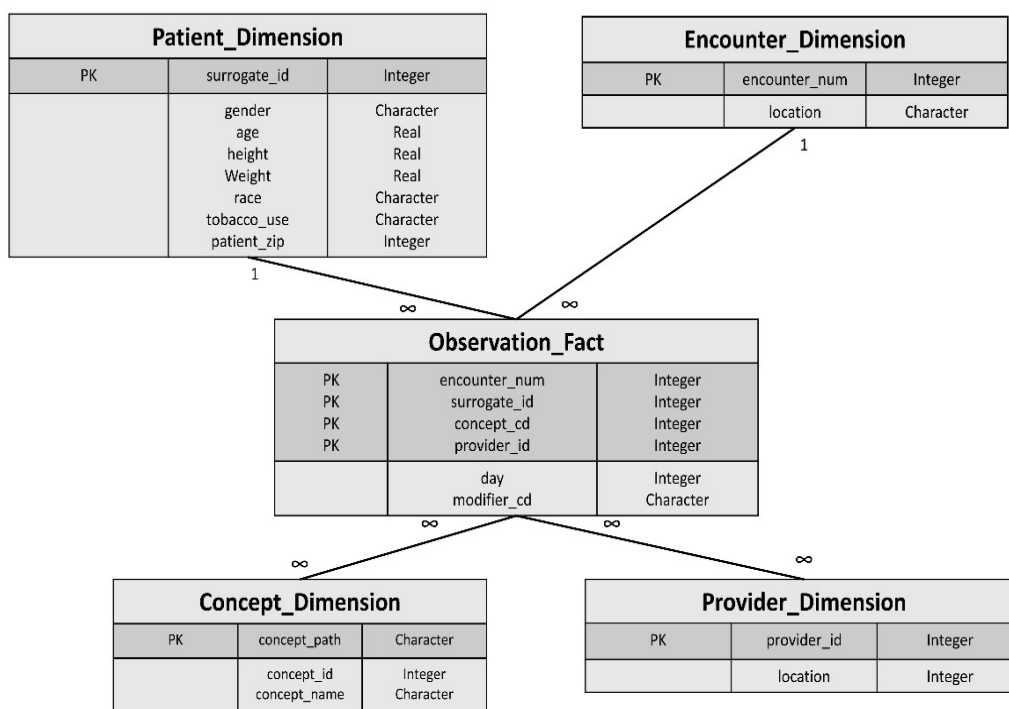 Patient_Dimension
PK surrogate_id Integer
gender Character
age Real
height Real
Weight Real
race Character
tobacco_use Character
patient_zip Integer
Encounter_Dimension
PK encounter_num Integer
location Character
1
1
∞
∞
Observation_Fact
PK encounter_num Integer
PK surrogate_id Integer
PK concept_cd Integer
PK provider_id Integer
day Integer
modifier_cd Character
∞
∞
∞
∞
Concept_Dimension
PK concept_path Character
concept_id Integer
concept_name Character
Provider_Dimension
PK provider_id Integer
location Integer